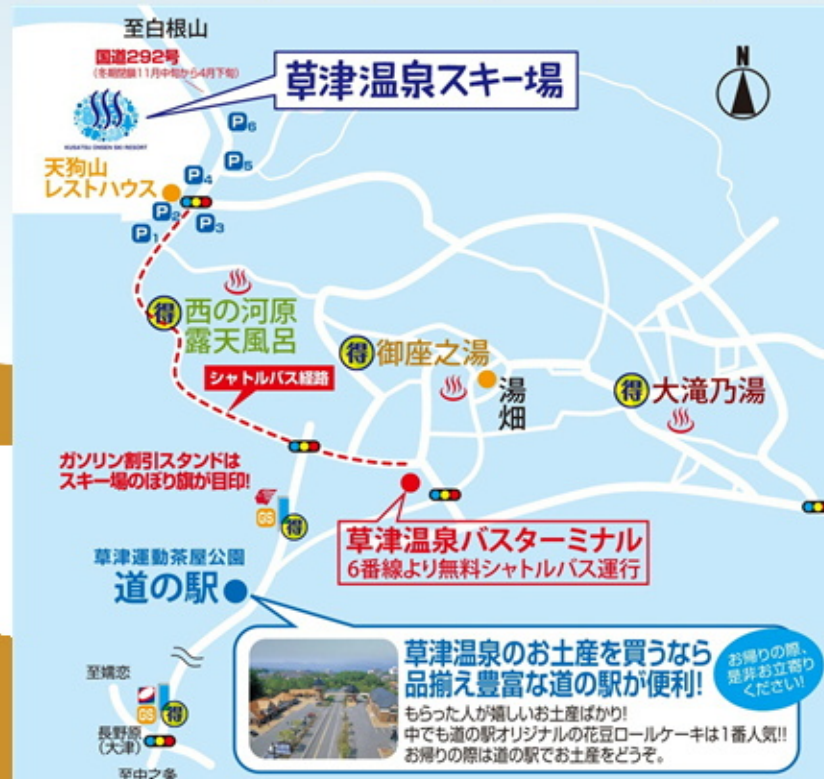 至白根山
国道292号
(冬期閉鎖11月中旬から4月下旬)
草津温泉スキー場
N
KUSATSU ONSEN SKI RESORT
P6
P5
P4
天狗山
レストハウス
P2
P3
P1
得 西の河原
露天風呂
得 御座之湯
シャトルバス経路
湯畑
得 大滝乃湯
ガソリン割引スタンドは
スキー場のぼり旗が目印!
GS
得
草津温泉バスターミナル
6番線より無料シャトルバス運行
草津運動茶屋公園
道の駅
草津温泉のお土産を買うなら
品揃え豊富な道の駅が便利!
お帰りの際、
是非お立寄り
ください!
もらった人が嬉しいお土産ばかり!
中でも道の駅オリジナルの花豆ロールケーキは1番人気!!
お帰りの際は道の駅でお土産をどうぞ。
至嬬恋
GS 得
長野原
(大津)
至中之条